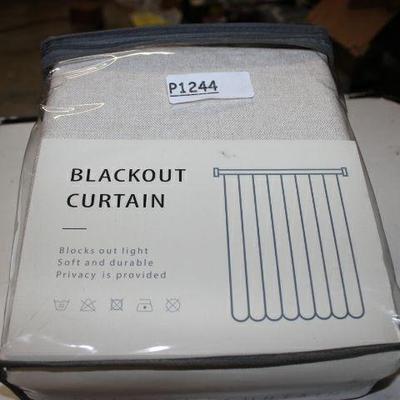 P1244
BLACKOUT
CURTAIN
Blocks out light
Soft and durable
Privacy is provided